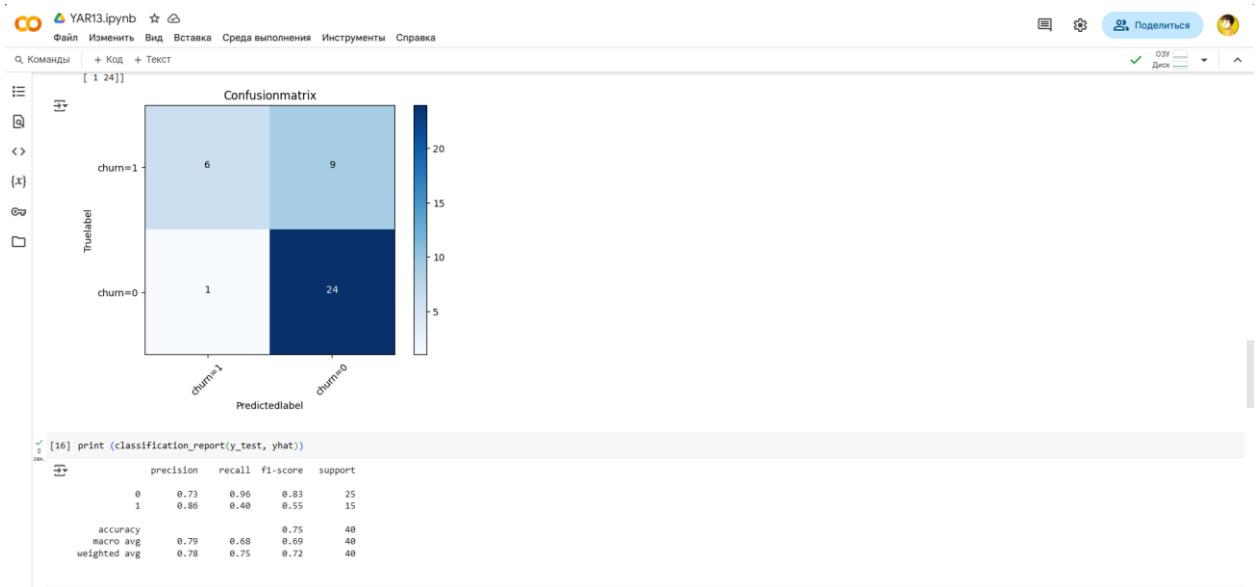 YAR13.ipynb
Файл Изменить Вид Вставка Среда выполнения Инструменты Справка
Поделиться
Команды + Код + Текст
ОЗУ
Диск
[ 1 24]]
Confusionmatrix
churn=1
6 9
churn=0
1 24
Truelabel
20
15
10
5
churn=1 churn=0
Predictedlabel
{x}
[16] print (classification_report(y_test, yhat))
0
сек.
precision recall f1-score support
0 0.73 0.96 0.83 25
1 0.86 0.40 0.55 15
accuracy 0.75 40
macro avg 0.79 0.68 0.69 40
weighted avg 0.78 0.75 0.72 40